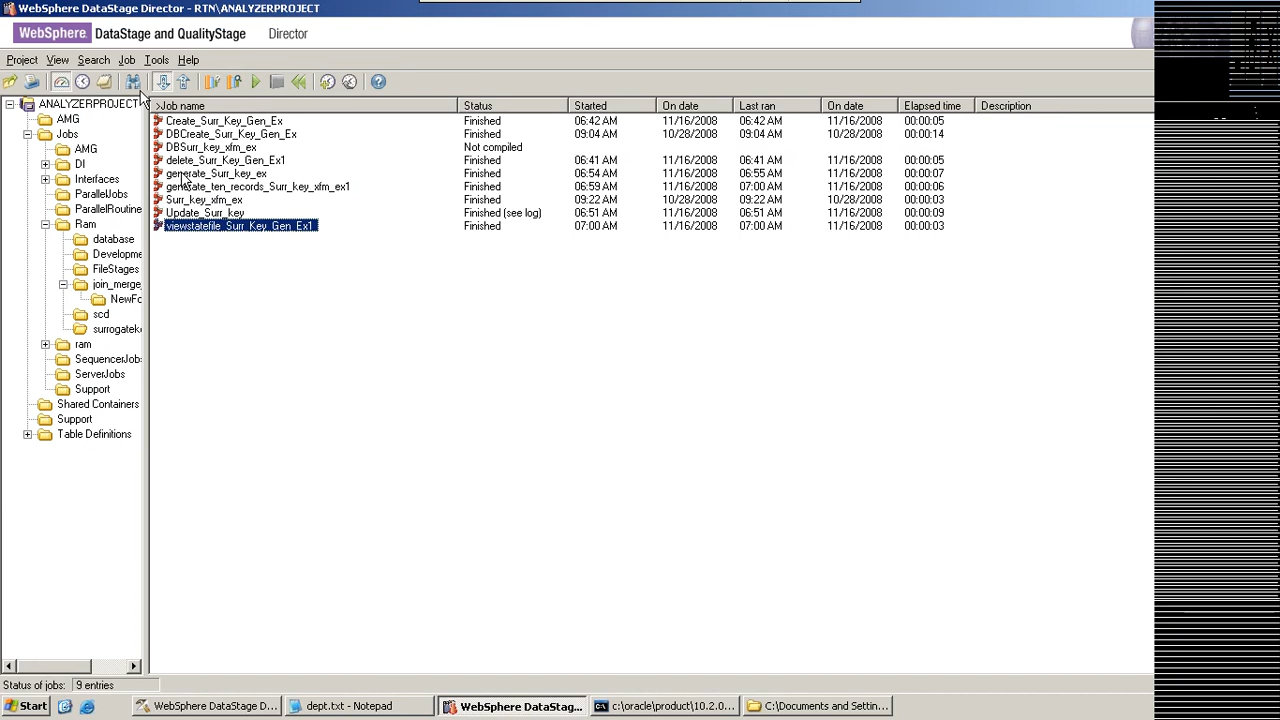 WebSphere DataStage Director - RTN\ANALYZERPROJECT
WebSphere. DataStage and QualityStage Director
Project View Search Job Tools Help
ANALYZERPROJECT
AMG
Jobs
AMG
DI
Interfaces
ParallelJobs
ParallelRoutine
Ram
database
Developme
FileStages
join_merge_
NewFo
scd
surrogateke
ram
SequencerJobs
ServerJobs
Support
Shared Containers
Support
Table Definitions
>Job name Status Started On date Last ran On date Elapsed time Description
Create_Surr_Key_Gen_Ex Finished 06:42 AM 11/16/2008 06:42 AM 11/16/2008 00:00:05
DBCreate_Surr_Key_Gen_Ex Finished 09:04 AM 10/28/2008 09:04 AM 10/28/2008 00:00:14
DBSurr_key_xfm_ex Not compiled
delete_Surr_Key_Gen_Ex1 Finished 06:41 AM 11/16/2008 06:41 AM 11/16/2008 00:00:05
generate_Surr_key_ex Finished 06:54 AM 11/16/2008 06:55 AM 11/16/2008 00:00:07
generate_ten_records_Surr_key_xfm_ex1 Finished 06:59 AM 11/16/2008 07:00 AM 11/16/2008 00:00:06
Surr_key_xfm_ex Finished 09:22 AM 10/28/2008 09:22 AM 10/28/2008 00:00:03
Update_Surr_key Finished (see log) 06:51 AM 11/16/2008 06:51 AM 11/16/2008 00:00:09
viewstatefile_Surr_Key_Gen_Ex1 Finished 07:00 AM 11/16/2008 07:00 AM 11/16/2008 00:00:03
Status of jobs: 9 entries
Start WebSphere DataStage D... dept.txt - Notepad WebSphere DataStag... c:\oracle\product\10.2.0... C:\Documents and Settin...